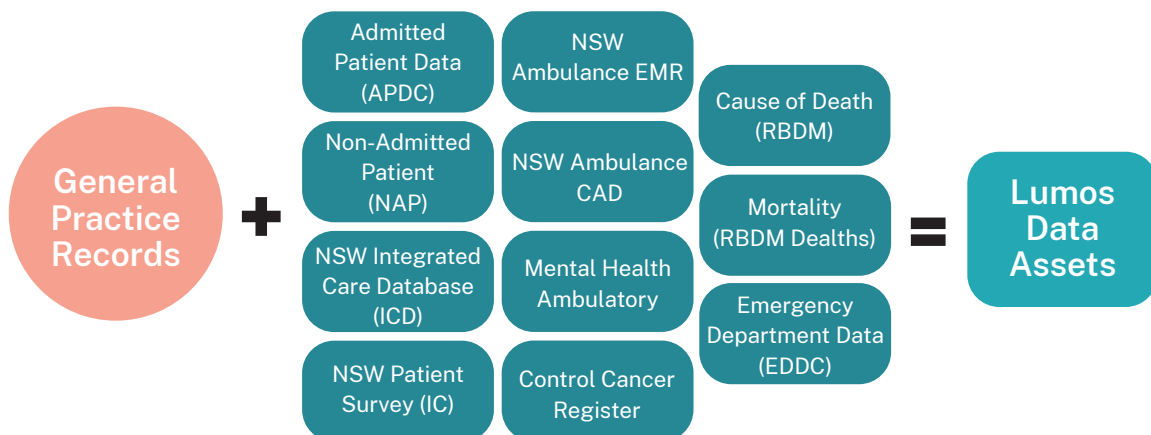 General
Practice
Records
+
Admitted
Patient Data
(APDC)
Non-Admitted
Patient
(NAP)
NSW Integrated
Care Database
(ICD)
NSW Patient
Survey (IC)
NSW
Ambulance EMR
NSW Ambulance
CAD
Mental Health
Ambulatory
Control Cancer
Register
Cause of Death
(RBDM)
Mortality
(RBDM Dealths)
Emergency
Department Data
(EDDC)
=
Lumos
Data
Assets